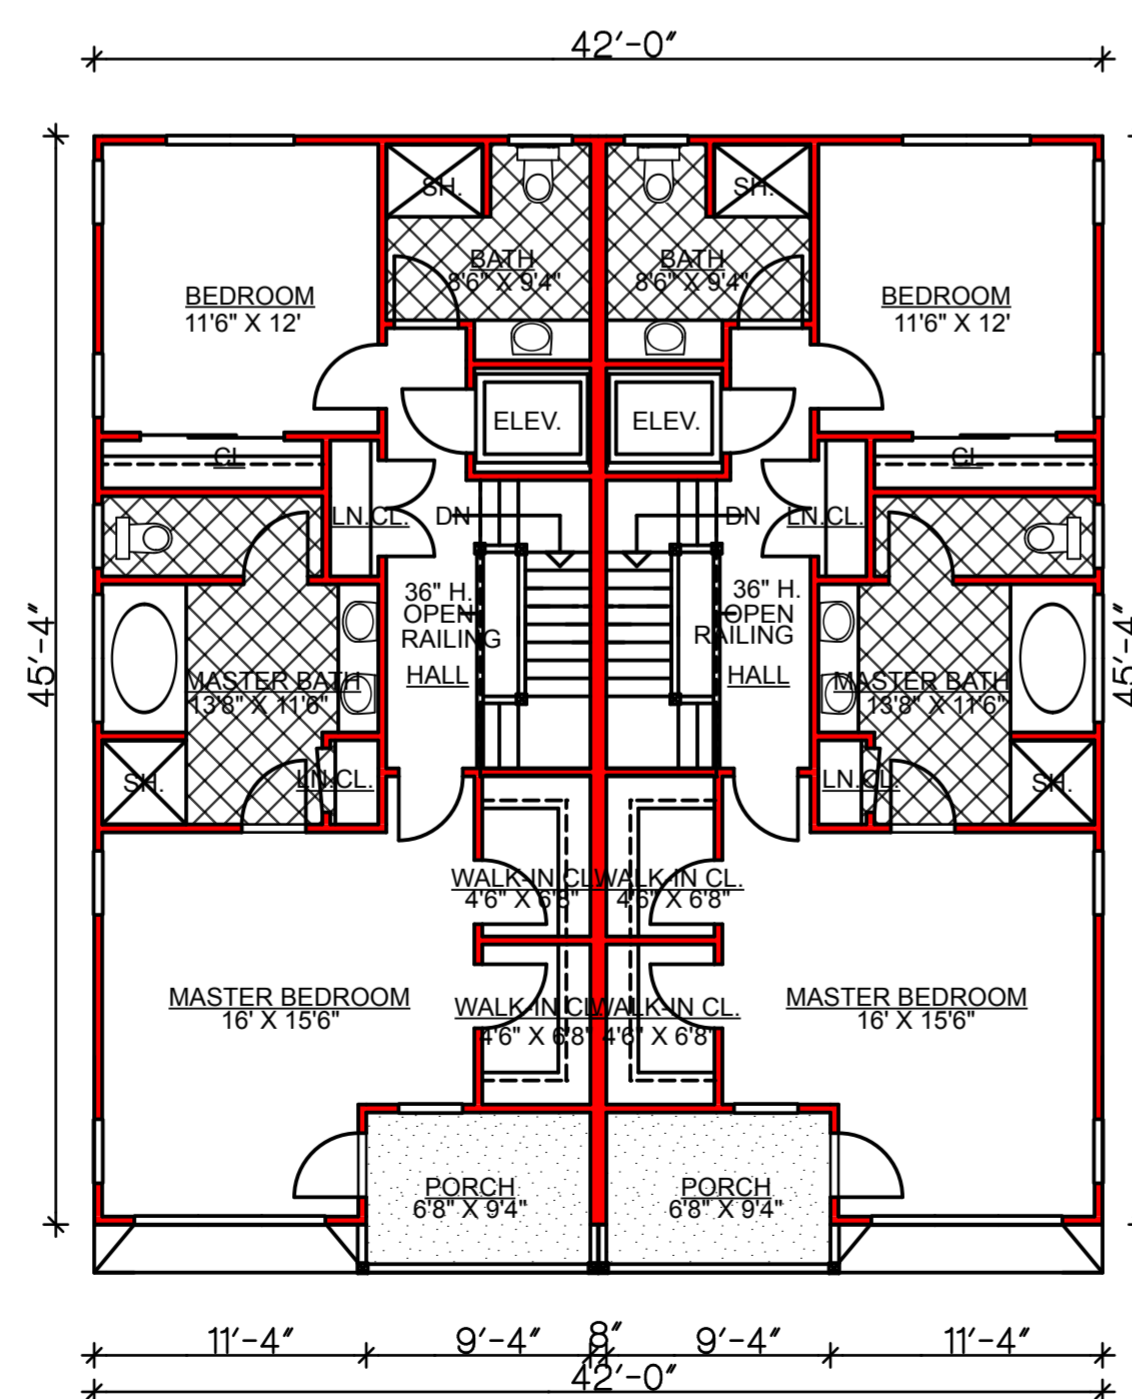 42'-0"
SH.
SH.
BATH
8'6" X 9'4"
BATH
8'6" X 9'4"
BEDROOM
11'6" X 12'
BEDROOM
11'6" X 12'
ELEV.
ELEV.
CL
CL
LN.CL.
DN
DN
LN.CL.
36" H.
OPEN
RAILING
36" H.
OPEN
RAILING
HALL
HALL
45'-4"
45'-4"
MASTER BATH
13'8" X 11'6"
MASTER BATH
13'8" X 11'6"
SH.
LN.CL.
LN.CL.
SH.
WALK-IN CL.
4'6" X 6'8"
WALK-IN CL.
4'6" X 6'8"
MASTER BEDROOM
16' X 15'6"
WALK-IN CL.
4'6" X 6'8"
WALK-IN CL.
4'6" X 6'8"
MASTER BEDROOM
16' X 15'6"
PORCH
6'8" X 9'4"
PORCH
6'8" X 9'4"
11'-4"
9'-4"
8"
9'-4"
11'-4"
42'-0"